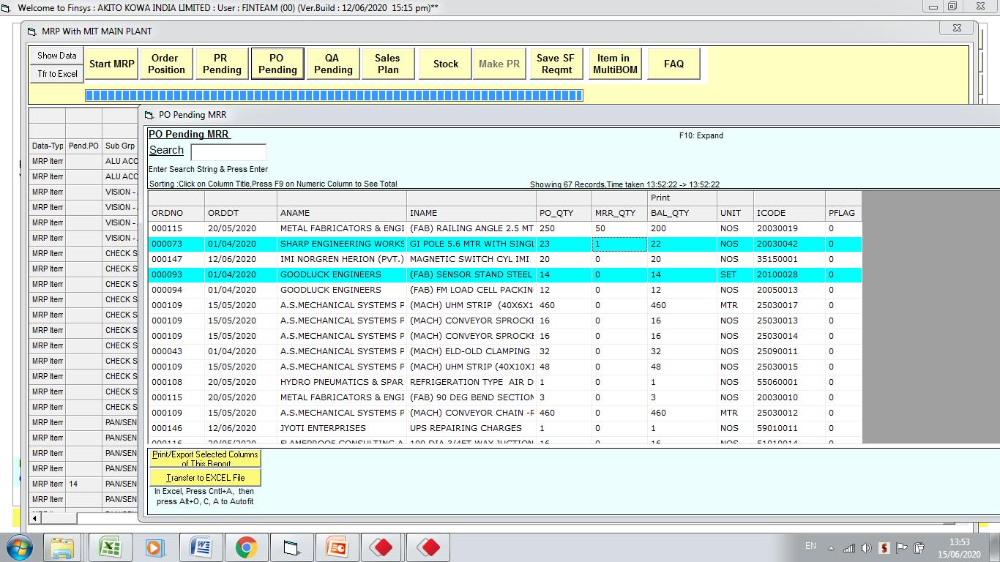 Welcome to Finsys : AKITO KOWA INDIA LIMITED : User : FINTEAM (00) (Ver.Build : 12/06/2020 15:15 pm)**
MRP With MIT MAIN PLANT
Show Data
Tfr to Excel
Start MRP
Order Position
PR Pending
PO Pending
QA Pending
Sales Plan
Stock
Make PR
Save SF Reqmt
Item in MultiBOM
FAQ
Data-Typ Pend.PO Sub Grp
MRP Item ALU ACC
MRP Item ALU ACC
MRP Item VISION -
MRP Item VISION -
MRP Item VISION -
MRP Item VISION -
MRP Item CHECK S
MRP Item CHECK S
MRP Item CHECK S
MRP Item CHECK S
MRP Item CHECK S
MRP Item CHECK S
MRP Item CHECK S
MRP Item CHECK S
MRP Item CHECK S
MRP Item CHECK S
MRP Item CHECK S
MRP Item PAN/SEN
MRP Item PAN/SEN
MRP Item PAN/SEN
MRP Item PAN/SEN
MRP Item 14 PAN/SEN
MRP Item PAN/SEN
PO Pending MRR
PO Pending MRR
F10: Expand
Search
Enter Search String & Press Enter
Sorting :Click on Column Title,Press F9 on Numeric Column to See Total
Showing 67 Records,Time taken 13:52:22 -> 13:52:22
Print
ORDNO ORDDT ANAME INAME PO_QTY MRR_QTY BAL_QTY UNIT ICODE PFLAG
000115 20/05/2020 METAL FABRICATORS & ENGI (FAB) RAILING ANGLE 2.5 MT 250 50 200 NOS 20030019 0
000073 01/04/2020 SHARP ENGINEERING WORKS GI POLE 5.6 MTR WITH SINGL 23 1 22 NOS 20030042 0
000147 12/06/2020 IMI NORGREN HERION (PVT.) MAGNETIC SWITCH CYL IMI 20 0 20 NOS 35150001 0
000093 01/04/2020 GOODLUCK ENGINEERS (FAB) SENSOR STAND STEEL 14 0 14 SET 20100028 0
000094 01/04/2020 GOODLUCK ENGINEERS (FAB) FM LOAD CELL PACKIN 12 0 12 NOS 20050013 0
000109 15/05/2020 A.S.MECHANICAL SYSTEMS P (MACH) UHM STRIP (40X6X1 460 0 460 MTR 25030017 0
000109 15/05/2020 A.S.MECHANICAL SYSTEMS P (MACH) CONVEYOR SPROCKE 16 0 16 NOS 25030013 0
000109 15/05/2020 A.S.MECHANICAL SYSTEMS P (MACH) CONVEYOR SPROCKE 16 0 16 NOS 25030014 0
000043 01/04/2020 A.S.MECHANICAL SYSTEMS P (MACH) ELD-OLD CLAMPING 32 0 32 NOS 25090011 0
000109 15/05/2020 A.S.MECHANICAL SYSTEMS P (MACH) UHM STRIP (40X10X1 48 0 48 NOS 25030015 0
000108 20/05/2020 HYDRO PNEUMATICS & SPAR REFRIGERATION TYPE AIR D 1 0 1 NOS 55060001 0
000115 20/05/2020 METAL FABRICATORS & ENGI (FAB) 90 DEG BEND SECTION 3 0 3 NOS 20030010 0
000109 15/05/2020 A.S.MECHANICAL SYSTEMS P (MACH) CONVEYOR CHAIN -R 460 0 460 MTR 25030012 0
000146 12/06/2020 JYOTI ENTERPRISES UPS REPAIRING CHARGES 1 0 1 NOS 59010011 0
Print/Export Selected Columns of This Report
Transfer to EXCEL File
In Excel, Press Cntl+A, then
press Alt+O, C, A to Autofit
EN
13:53
15/06/2020